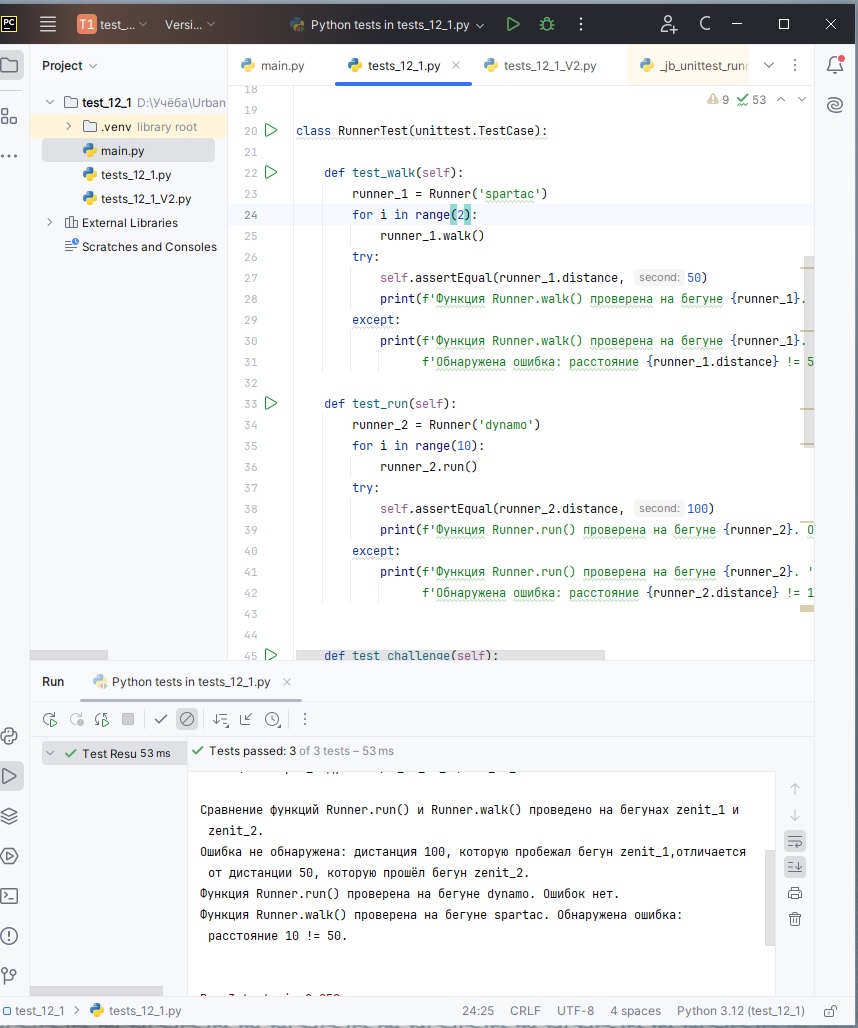 PC
T1 test_... Versi... Python tests in tests_12_1.py
Project
main.py tests_12_1.py tests_12_1_V2.py _jb_unittest_runn
test_12_1 D:\Учёба\Urban
.venv library root
main.py
tests_12_1.py
tests_12_1_V2.py
External Libraries
Scratches and Consoles
9 53
18
19
20 class RunnerTest(unittest.TestCase):
21
22 def test_walk(self):
23 runner_1 = Runner('spartac')
24 for i in range(2):
25 runner_1.walk()
26 try:
27 self.assertEqual(runner_1.distance, second: 50)
28 print(f'Функция Runner.walk() проверена на бегуне {runner_1}.
29 except:
30 print(f'Функция Runner.walk() проверена на бегуне {runner_1}.
31 f'Обнаружена ошибка: расстояние {runner_1.distance} != 5
32
33 def test_run(self):
34 runner_2 = Runner('dynamo')
35 for i in range(10):
36 runner_2.run()
37 try:
38 self.assertEqual(runner_2.distance, second: 100)
39 print(f'Функция Runner.run() проверена на бегуне {runner_2}. О
40 except:
41 print(f'Функция Runner.run() проверена на бегуне {runner_2}. '
42 f'Обнаружена ошибка: расстояние {runner_2.distance} != 1
43
44
45 def test_challenge(self):
Run Python tests in tests_12_1.py
Test Resu 53 ms
Tests passed: 3 of 3 tests – 53 ms
Сравнение функций Runner.run() и Runner.walk() проведено на бегунах zenit_1 и
zenit_2.
Ошибка не обнаружена: дистанция 100, которую пробежал бегун zenit_1,отличается
от дистанции 50, которую прошёл бегун zenit_2.
Функция Runner.run() проверена на бегуне dynamo. Ошибок нет.
Функция Runner.walk() проверена на бегуне spartac. Обнаружена ошибка:
расстояние 10 != 50.
test_12_1 tests_12_1.py 24:25 CRLF UTF-8 4 spaces Python 3.12 (test_12_1)